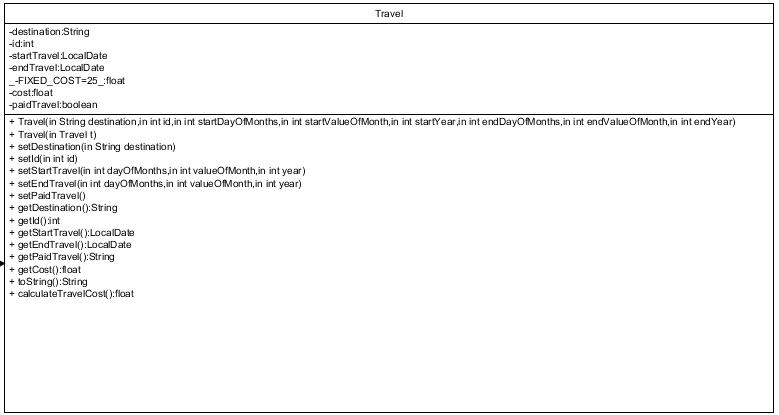 Travel
-destination:String
-id:int
-startTravel:LocalDate
-endTravel:LocalDate
_-FIXED_COST=25_:float
-cost:float
-paidTravel:boolean
+ Travel(in String destination,in int id,in int startDayOfMonths,in int startValueOfMonth,in int startYear,in int endDayOfMonths,in int endValueOfMonth,in int endYear)
+ Travel(in Travel t)
+ setDestination(in String destination)
+ setId(in int id)
+ setStartTravel(in int dayOfMonths,in int valueOfMonth,in int year)
+ setEndTravel(in int dayOfMonths,in int valueOfMonth,in int year)
+ setPaidTravel()
+ getDestination():String
+ getId():int
+ getStartTravel():LocalDate
+ getEndTravel():LocalDate
+ getPaidTravel():String
+ getCost():float
+ toString():String
+ calculateTravelCost():float